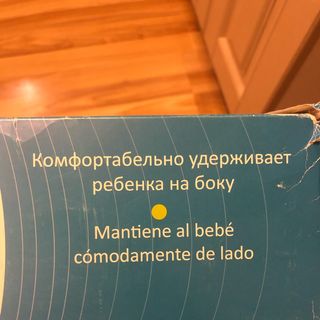 Комфортабельно удерживает
ребенка на боку
Mantiene al bebé
cómodamente de lado